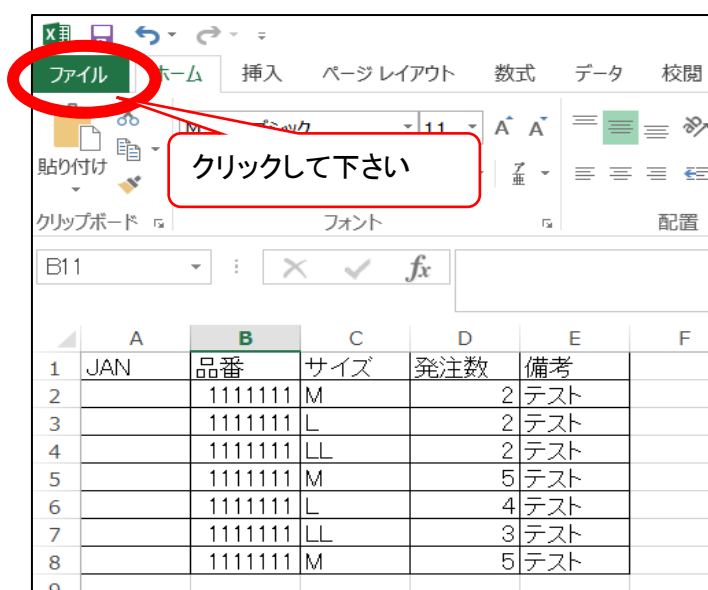 ファイル ホーム 挿入 ページ レイアウト 数式 データ 校閲
11 A A
貼り付け
クリックして下さい
亜
クリップボード フォント 配置
B11 fx
A B C D E F
1 JAN 品番 サイズ 発注数 備考
2 1111111 M 2 テスト
3 1111111 L 2 テスト
4 1111111 LL 2 テスト
5 1111111 M 5 テスト
6 1111111 L 4 テスト
7 1111111 LL 3 テスト
8 1111111 M 5 テスト
9